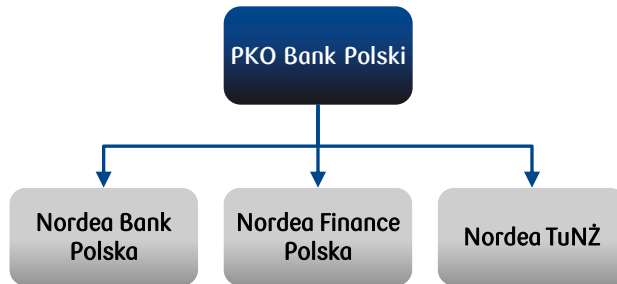 PKO Bank Polski
Nordea Bank
Polska
Nordea Finance
Polska
Nordea TuNŻ